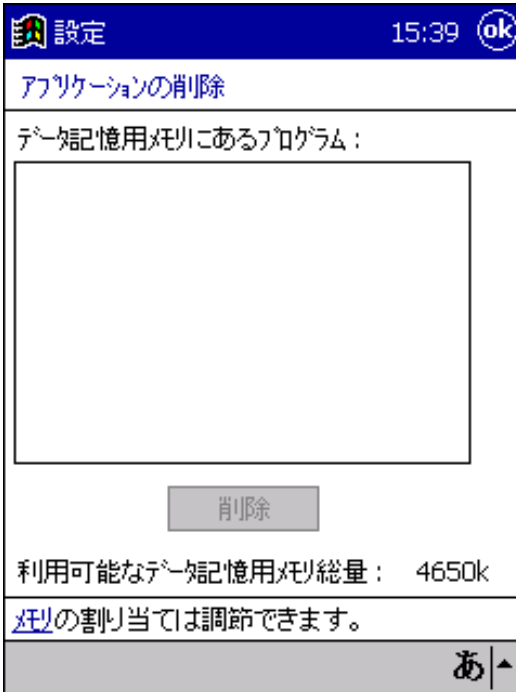 設定 15:39 ok
アプリケーションの削除
データ記憶用メモリにあるプログラム：
削除
利用可能なデータ記憶用メモリ総量： 4650k
メモリの割り当ては調節できます。
あ